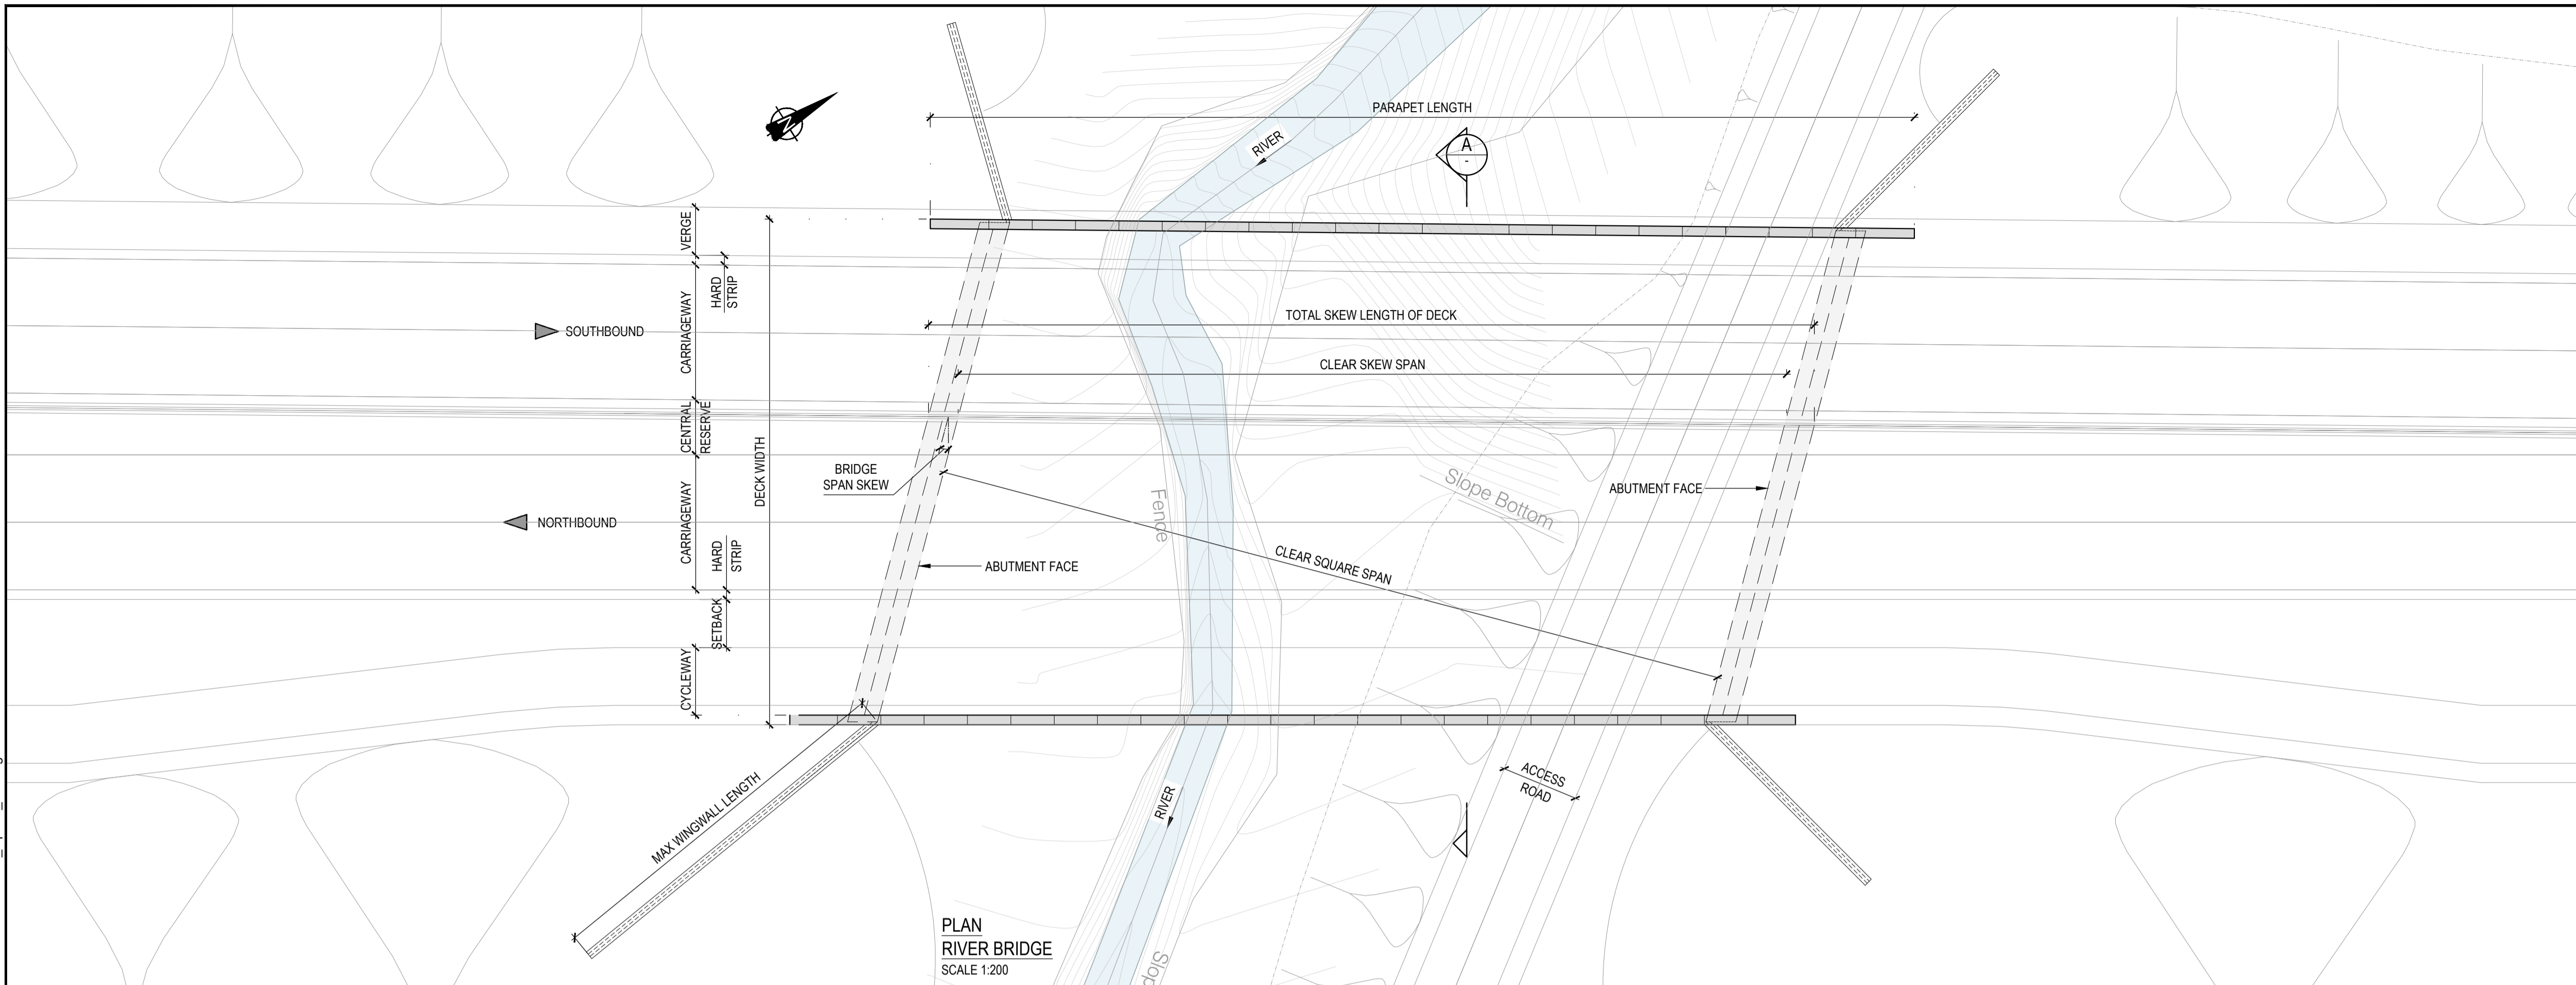 PARAPET LENGTH
A
-
N
RIVER
VERGE
HARD
STRIP
CARRIAGEWAY
SOUTHBOUND
TOTAL SKEW LENGTH OF DECK
CLEAR SKEW SPAN
CENTRAL
RESERVE
DECK WIDTH
BRIDGE
SPAN SKEW
Fence
Slope Bottom
ABUTMENT FACE
CARRIAGEWAY
NORTHBOUND
HARD
STRIP
ABUTMENT FACE
CLEAR SQUARE SPAN
SETBACK
CYCLEWAY
MAX WINGWALL LENGTH
RIVER
ACCESS
ROAD
PLAN
RIVER BRIDGE
SCALE 1:200
Slop